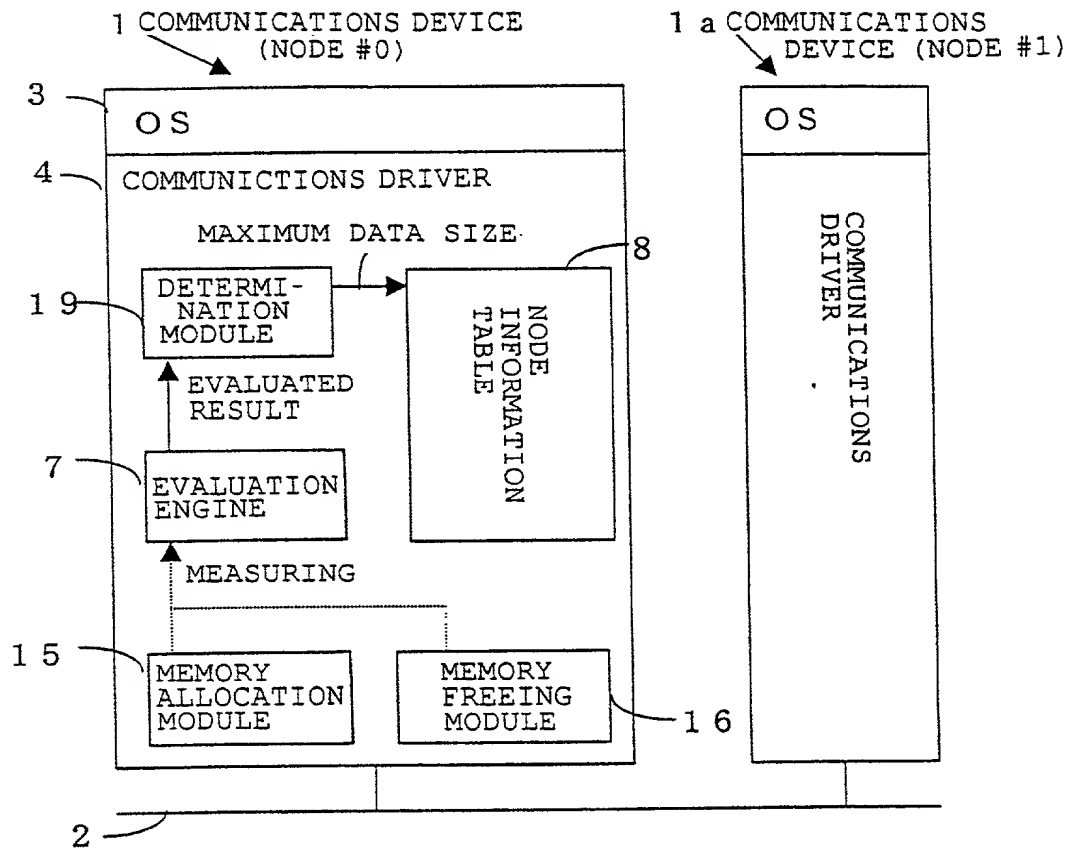 1 COMMUNICATIONS DEVICE
(NODE #0)
1a COMMUNICATIONS
DEVICE (NODE #1)
3
OS
OS
4
COMMUNICTIONS DRIVER
MAXIMUM DATA SIZE
8
19
DETERMI-
NATION
MODULE
NODE
INFORMATION
TABLE
COMMUNICATIONS
DRIVER
EVALUATED
RESULT
7
EVALUATION
ENGINE
MEASURING
15
MEMORY
ALLOCATION
MODULE
MEMORY
FREEING
MODULE
16
2